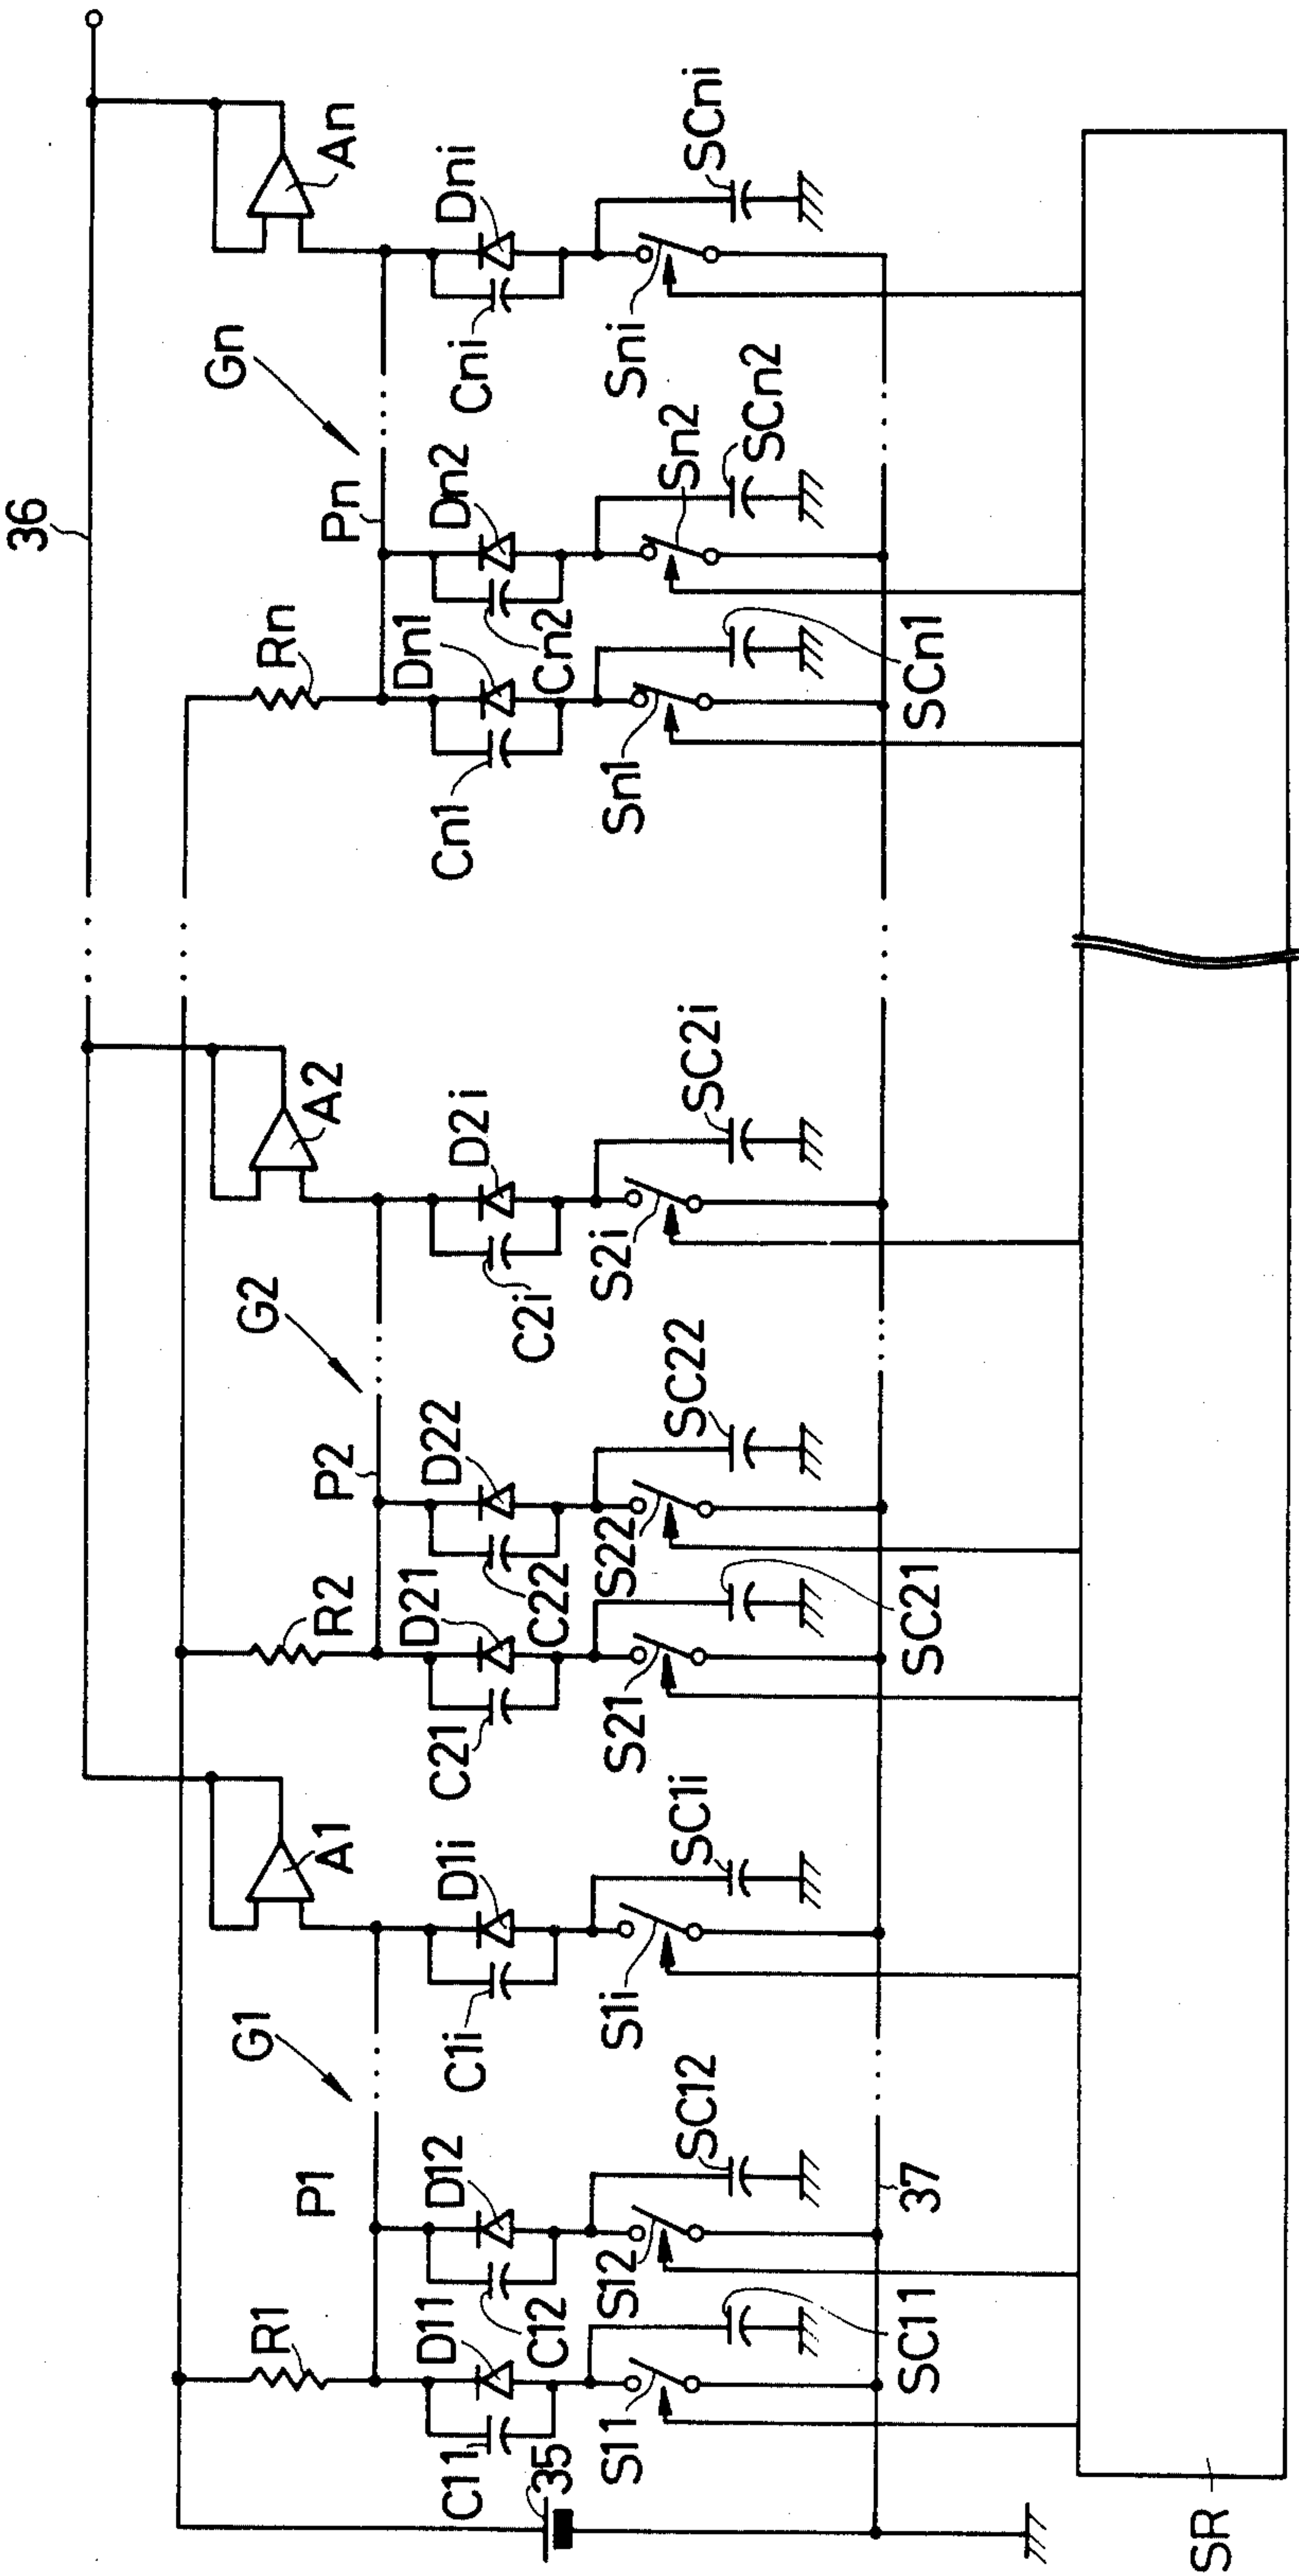 36
Gn
Rn
Pn
An
Dn1
Dn2
Dni
Cn1
Cn2
Cni
Sn1
Sn2
Sni
SCn1
SCn2
SCni
G2
R2
P2
A2
D21
D22
D2i
C21
C22
C2i
S21
S22
S2i
SC21
SC22
SC2i
G1
R1
P1
A1
D11
D12
D1i
C11
C12
C1i
35
S11
S12
S1i
SC11
SC12
SC1i
37
SR